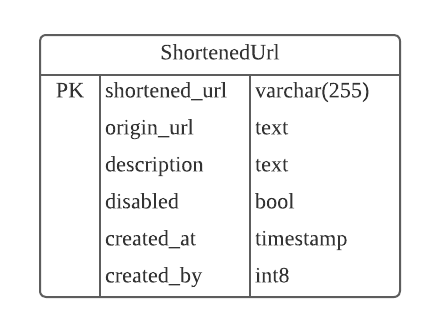 ShortenedUrl
PK shortened_url varchar(255)
origin_url text
description text
disabled bool
created_at timestamp
created_by int8